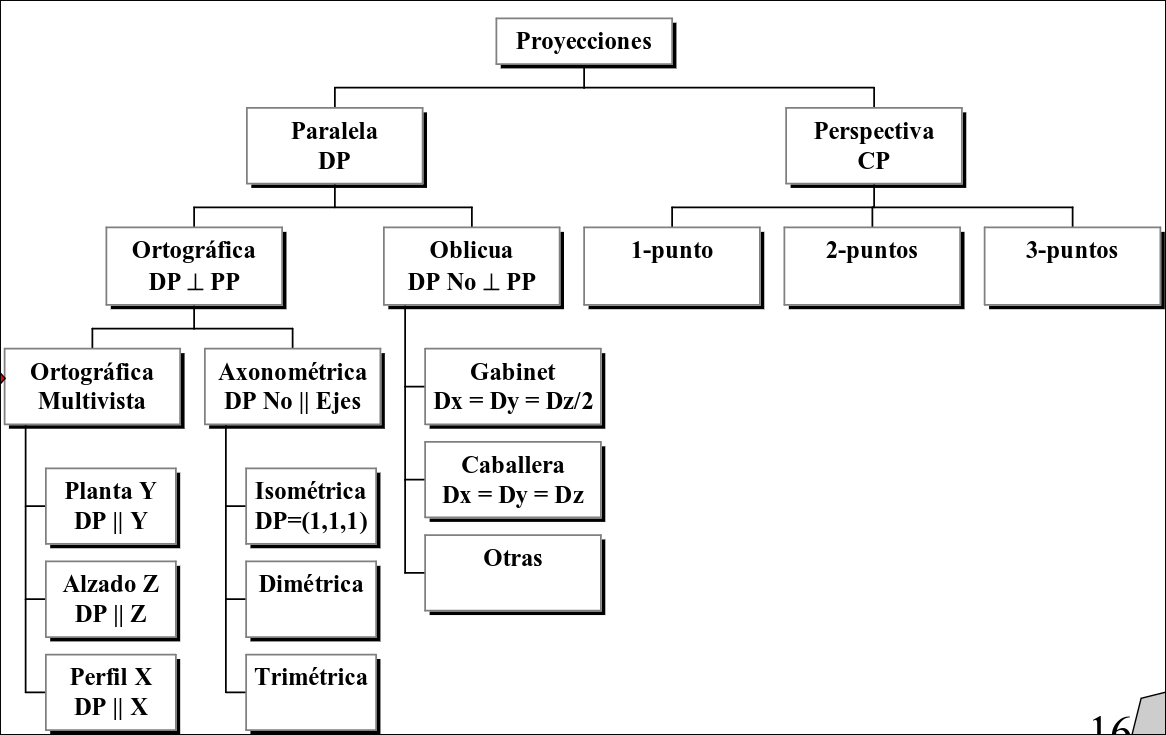 Proyecciones
Paralela
DP
Perspectiva
CP
Ortográfica
DP ⊥ PP
Oblicua
DP No ⊥ PP
1-punto
2-puntos
3-puntos
Ortográfica
Multivista
Axonométrica
DP No || Ejes
Gabinet
Dx = Dy = Dz/2
Caballera
Dx = Dy = Dz
Otras
Planta Y
DP || Y
Alzado Z
DP || Z
Perfil X
DP || X
Isométrica
DP=(1,1,1)
Dimétrica
Trimétrica
16